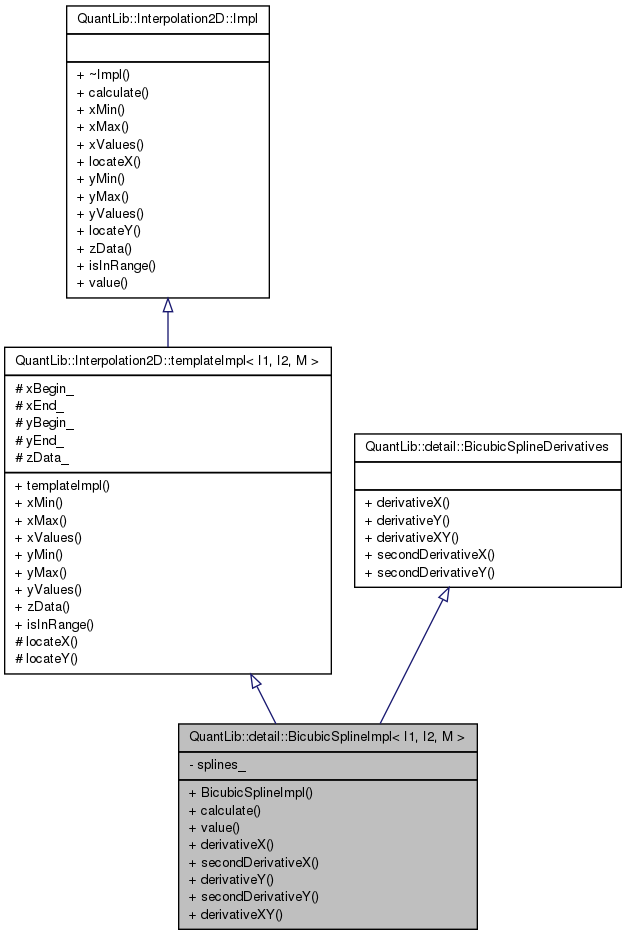 QuantLib::Interpolation2D::Impl
+ ~Impl()
+ calculate()
+ xMin()
+ xMax()
+ xValues()
+ locateX()
+ yMin()
+ yMax()
+ yValues()
+ locateY()
+ zData()
+ isInRange()
+ value()
QuantLib::Interpolation2D::templateImpl< I1, I2, M >
# xBegin_
# xEnd_
# yBegin_
# yEnd_
# zData_
+ templateImpl()
+ xMin()
+ xMax()
+ xValues()
+ yMin()
+ yMax()
+ yValues()
+ zData()
+ isInRange()
# locateX()
# locateY()
QuantLib::detail::BicubicSplineDerivatives
+ derivativeX()
+ derivativeY()
+ derivativeXY()
+ secondDerivativeX()
+ secondDerivativeY()
QuantLib::detail::BicubicSplineImpl< I1, I2, M >
- splines_
+ BicubicSplineImpl()
+ calculate()
+ value()
+ derivativeX()
+ secondDerivativeX()
+ derivativeY()
+ secondDerivativeY()
+ derivativeXY()